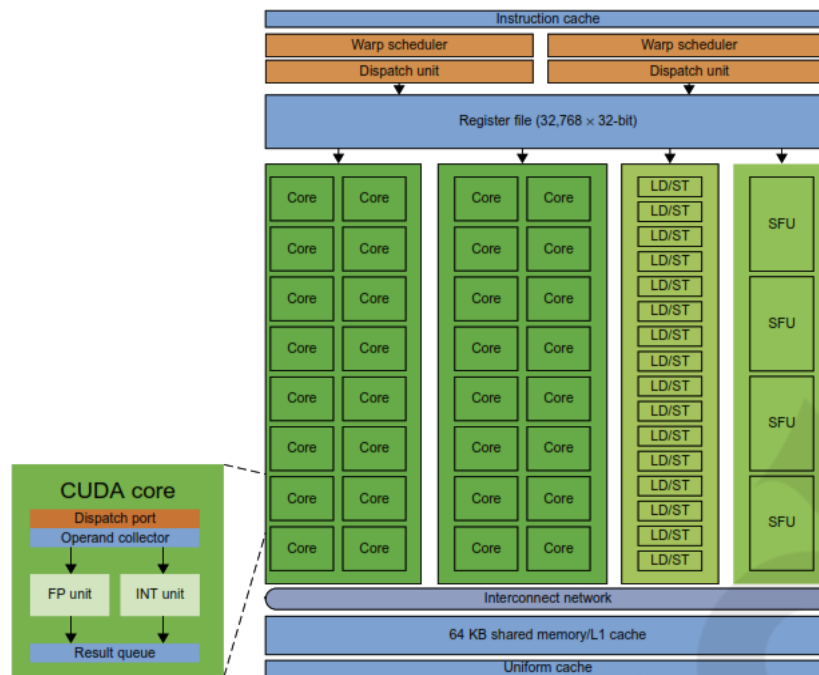 Instruction cache
Warp scheduler Warp scheduler
Dispatch unit Dispatch unit
Register file (32,768 × 32-bit)
Core Core Core Core LD/ST SFU
LD/ST
Core Core Core Core LD/ST
LD/ST
Core Core Core Core LD/ST SFU
LD/ST
Core Core Core Core LD/ST
LD/ST
Core Core Core Core LD/ST SFU
LD/ST
Core Core Core Core LD/ST
LD/ST
Core Core Core Core LD/ST SFU
LD/ST
Core Core Core Core LD/ST
LD/ST
Interconnect network
64 KB shared memory/L1 cache
Uniform cache
CUDA core
Dispatch port
Operand collector
FP unit INT unit
Result queue